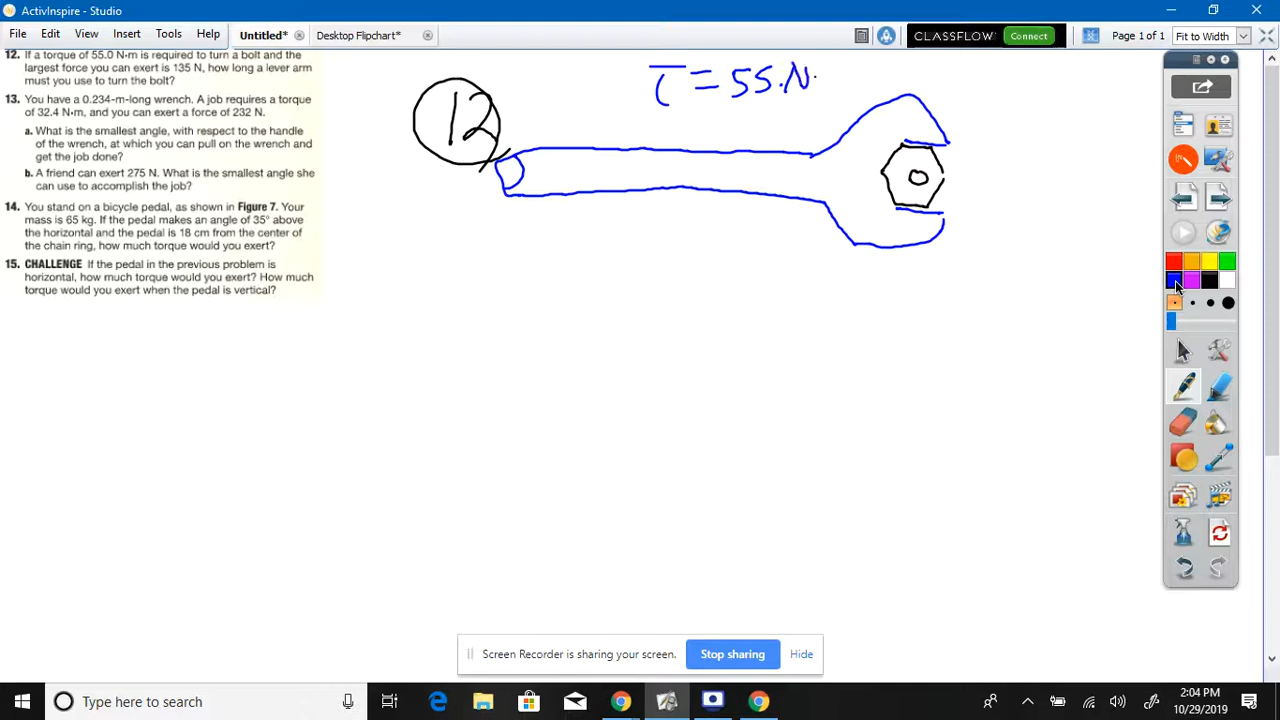 ActivInspire - Studio
File Edit View Insert Tools Help Untitled* Desktop Flipchart* CLASSFLOW Connect Page 1 of 1 Fit to Width
12. If a torque of 55.0 N•m is required to turn a bolt and the
largest force you can exert is 135 N, how long a lever arm
must you use to turn the bolt?
13. You have a 0.234-m-long wrench. A job requires a torque
of 32.4 N•m, and you can exert a force of 232 N.
a. What is the smallest angle, with respect to the handle
of the wrench, at which you can pull on the wrench and
get the job done?
b. A friend can exert 275 N. What is the smallest angle she
can use to accomplish the job?
14. You stand on a bicycle pedal, as shown in Figure 7. Your
mass is 65 kg. If the pedal makes an angle of 35° above
the horizontal and the pedal is 18 cm from the center of
the chain ring, how much torque would you exert?
15. CHALLENGE If the pedal in the previous problem is
horizontal, how much torque would you exert? How much
torque would you exert when the pedal is vertical?
12
τ = 55.N.
Screen Recorder is sharing your screen. Stop sharing Hide
Type here to search
2:04 PM
10/29/2019